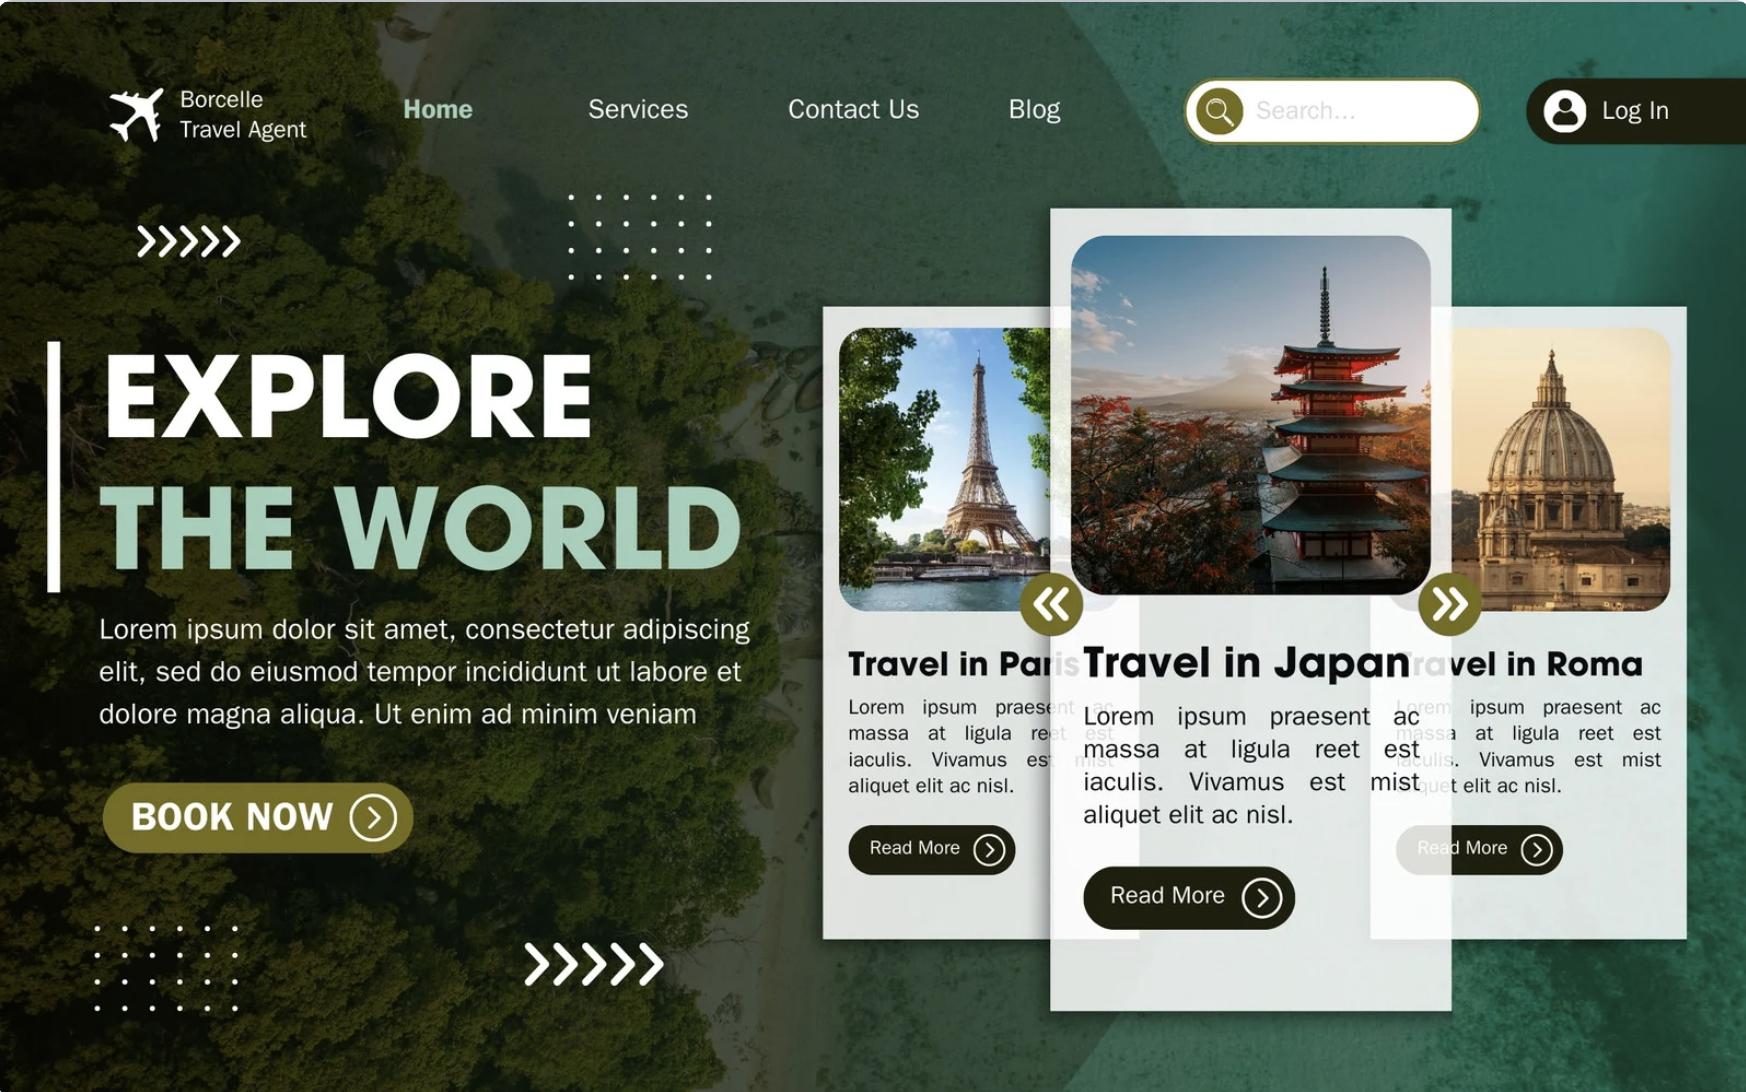 Borcelle
Travel Agent
Home
Services
Contact Us
Blog
Search...
Log In
EXPLORE
THE WORLD
Lorem ipsum dolor sit amet, consectetur adipiscing
elit, sed do eiusmod tempor incididunt ut labore et
dolore magna aliqua. Ut enim ad minim veniam
BOOK NOW
Travel in Paris
Lorem ipsum praesent ac
massa at ligula reet est
iaculis. Vivamus est mist
aliquet elit ac nisl.
Read More
Travel in Japan
Lorem ipsum praesent ac
massa at ligula reet est
iaculis. Vivamus est mist
aliquet elit ac nisl.
Read More
Travel in Roma
Lorem ipsum praesent ac
massa at ligula reet est
iaculis. Vivamus est mist
aliquet elit ac nisl.
Read More